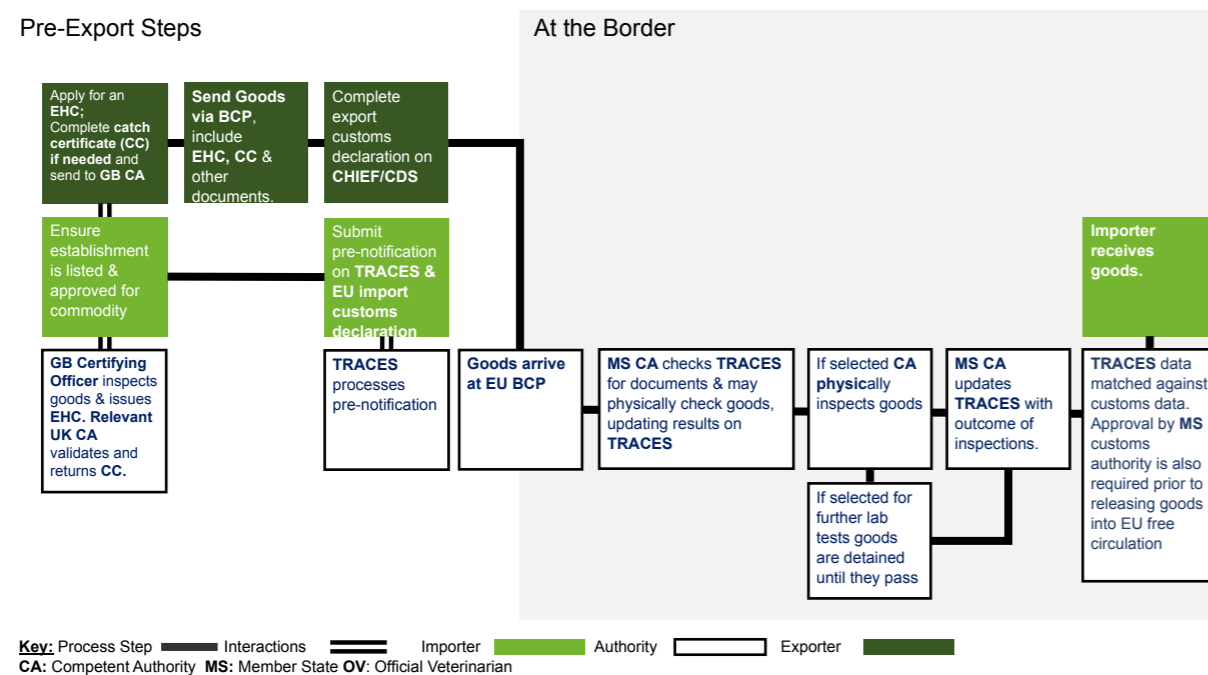 Pre-Export Steps
At the Border
Apply for an
EHC;
Complete catch
certificate (CC)
if needed and
send to GB CA
Send Goods
via BCP,
include
EHC, CC &
other
documents.
Complete
export
customs
declaration on
CHIEF/CDS
Ensure
establishment
is listed &
approved for
commodity
Submit
pre-notification
on TRACES &
EU import
customs
declaration
Importer
receives
goods.
GB Certifying
Officer inspects
goods & issues
EHC. Relevant
UK CA
validates and
returns CC.
TRACES
processes
pre-notification
Goods arrive
at EU BCP
MS CA checks TRACES
for documents & may
physically check goods,
updating results on
TRACES
If selected CA
physically
inspects goods
MS CA
updates
TRACES with
outcome of
inspections.
TRACES data
matched against
customs data.
Approval by MS
customs
authority is also
required prior to
releasing goods
into EU free
circulation
If selected for
further lab
tests goods
are detained
until they pass
Key: Process Step Interactions Importer Authority Exporter
CA: Competent Authority MS: Member State OV: Official Veterinarian